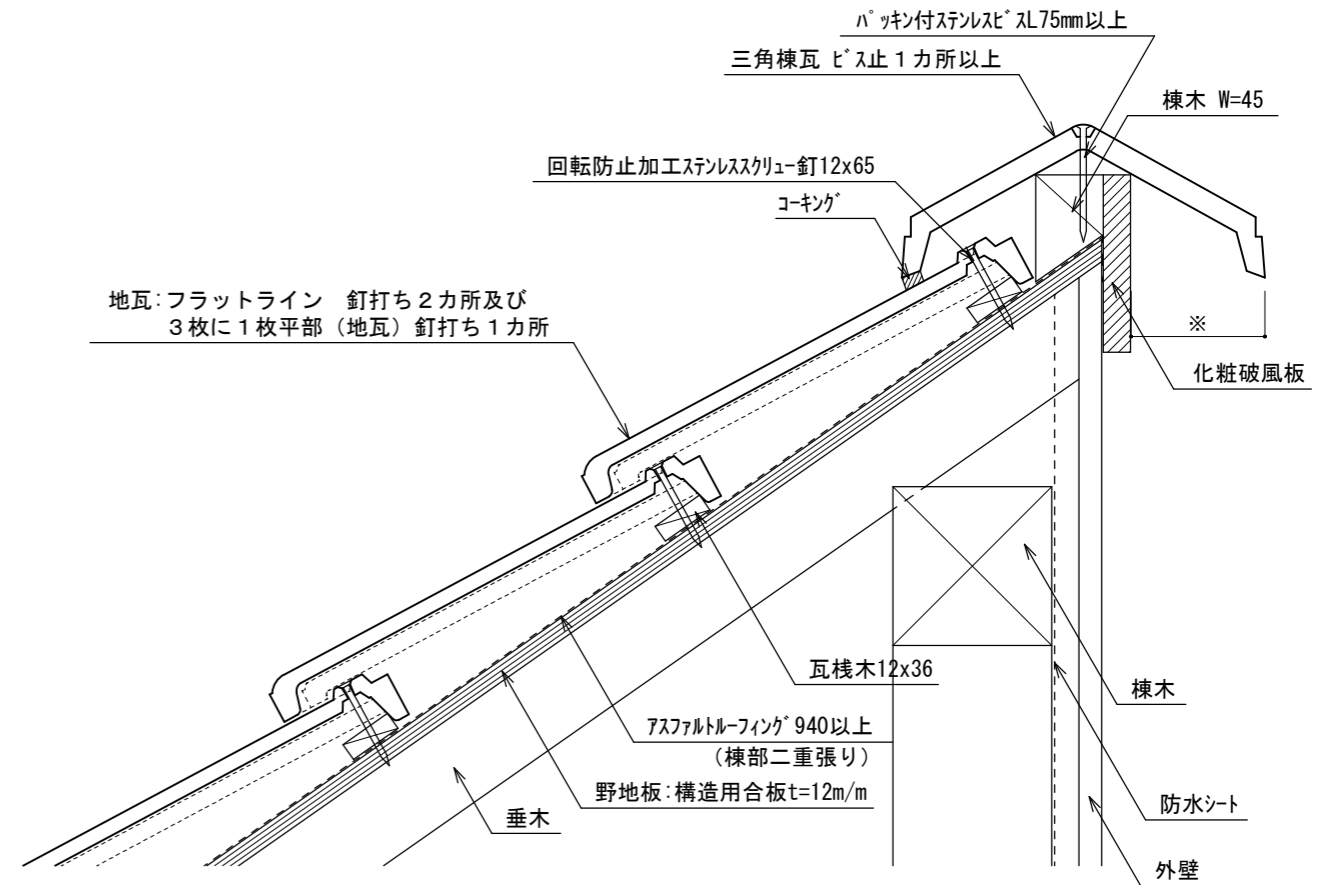 ﾊﾟｯｷﾝ付ｽﾃﾝﾚｽﾋﾞｽL75mm以上
三角棟瓦 ﾋﾞｽ止１カ所以上
棟木 W=45
回転防止加工ｽﾃﾝﾚｽｽｸﾘｭｰ釘12x65
ｺｰｷﾝｸﾞ
地瓦:フラットライン　釘打ち２カ所及び
３枚に１枚平部（地瓦）釘打ち１カ所
※
化粧破風板
瓦桟木12x36
棟木
ｱｽﾌｧﾙﾄﾙｰﾌｨﾝｸﾞ940以上
（棟部二重張り）
野地板:構造用合板t=12m/m
防水ｼｰﾄ
垂木
外壁